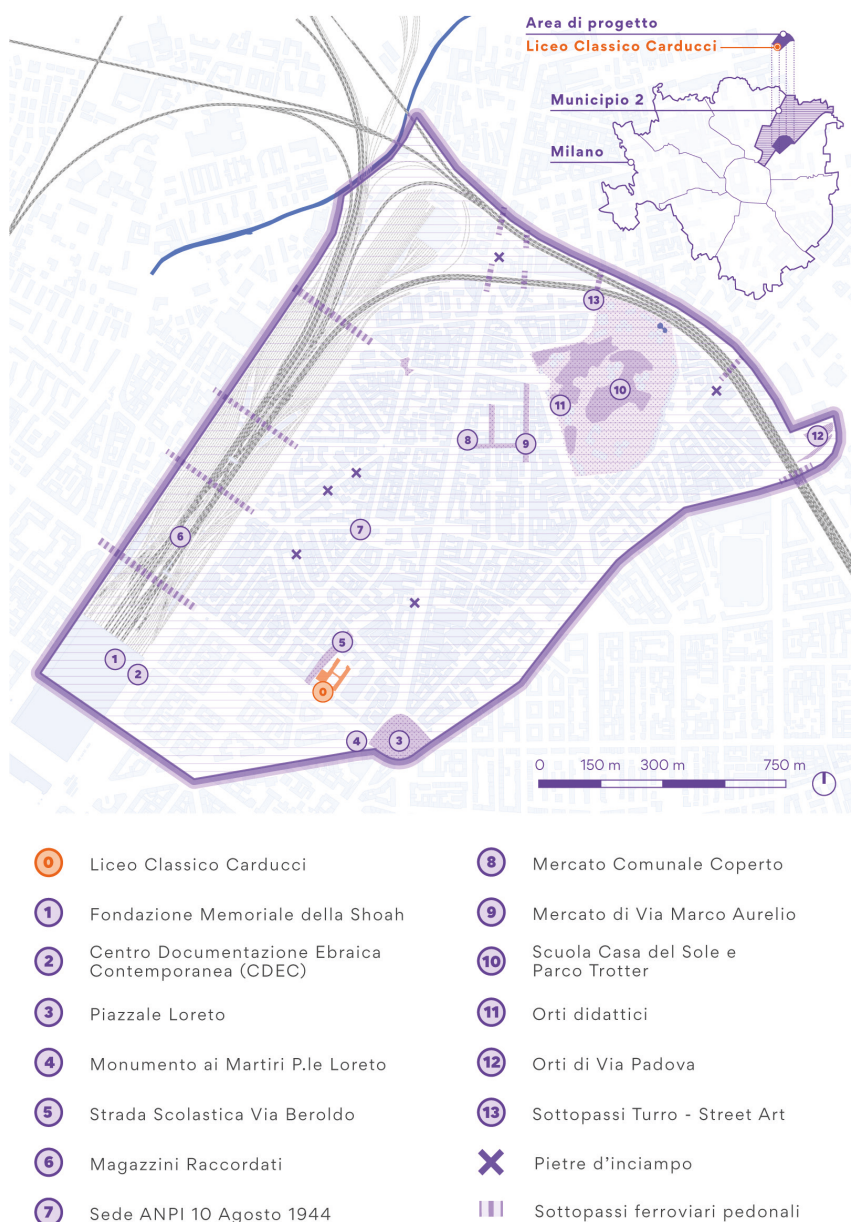 Area di progetto
Liceo Classico Carducci
Municipio 2
Milano
13
10
11
8
9
12
7
6
5
1
2
0
4
3
0 150 m 300 m 750 m
0 Liceo Classico Carducci
1 Fondazione Memoriale della Shoah
2 Centro Documentazione Ebraica
Contemporanea (CDEC)
3 Piazzale Loreto
4 Monumento ai Martiri P.le Loreto
5 Strada Scolastica Via Beroldo
6 Magazzini Raccordati
7 Sede ANPI 10 Agosto 1944
8 Mercato Comunale Coperto
9 Mercato di Via Marco Aurelio
10 Scuola Casa del Sole e
Parco Trotter
11 Orti didattici
12 Orti di Via Padova
13 Sottopassi Turro - Street Art
Pietre d'inciampo
Sottopassi ferroviari pedonali